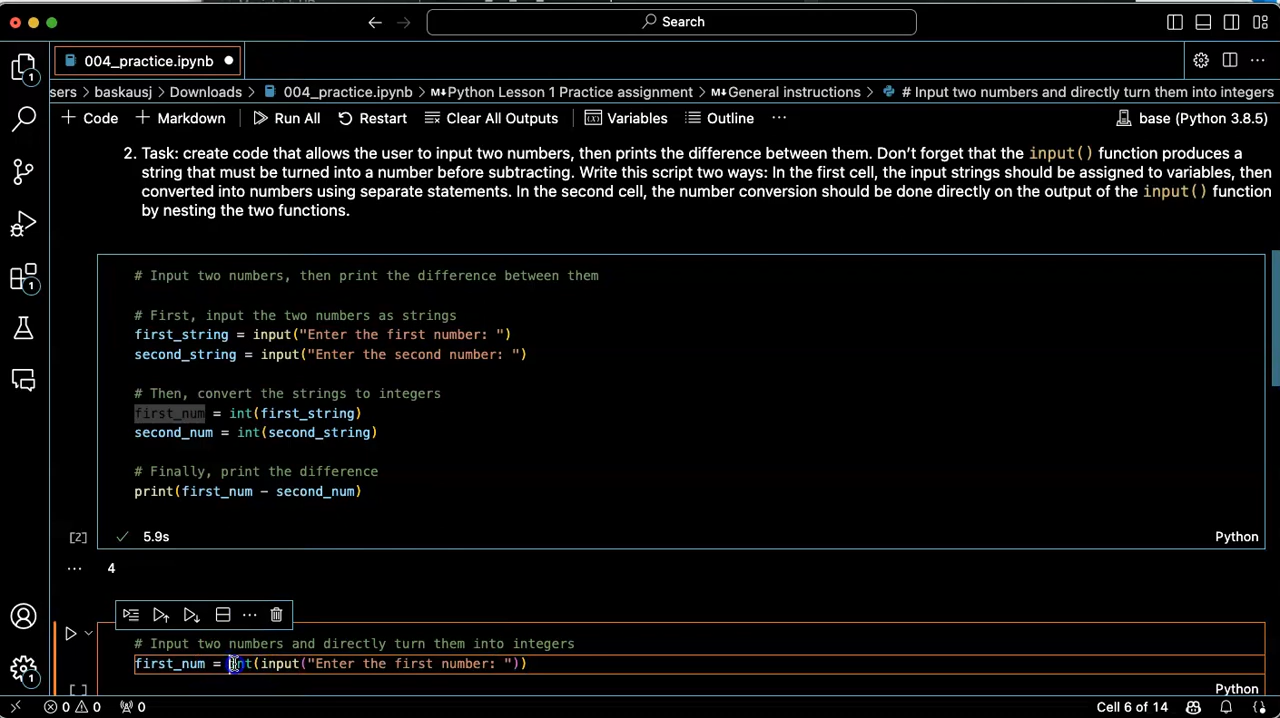 Search
004_practice.ipynb
sers > baskausj > Downloads > 004_practice.ipynb > M↓Python Lesson 1 Practice assignment > M↓General instructions > # Input two numbers and directly turn them into integers
+ Code + Markdown Run All Restart Clear All Outputs Variables Outline ... base (Python 3.8.5)
2. Task: create code that allows the user to input two numbers, then prints the difference between them. Don't forget that the input() function produces a
string that must be turned into a number before subtracting. Write this script two ways: In the first cell, the input strings should be assigned to variables, then
converted into numbers using separate statements. In the second cell, the number conversion should be done directly on the output of the input() function
by nesting the two functions.
# Input two numbers, then print the difference between them
# First, input the two numbers as strings
first_string = input("Enter the first number: ")
second_string = input("Enter the second number: ")
# Then, convert the strings to integers
first_num = int(first_string)
second_num = int(second_string)
# Finally, print the difference
print(first_num - second_num)
[2] ✓ 5.9s Python
... 4
# Input two numbers and directly turn them into integers
first_num = int(input("Enter the first number: "))
[ ] Python
0 0 0 Cell 6 of 14
1
1
1